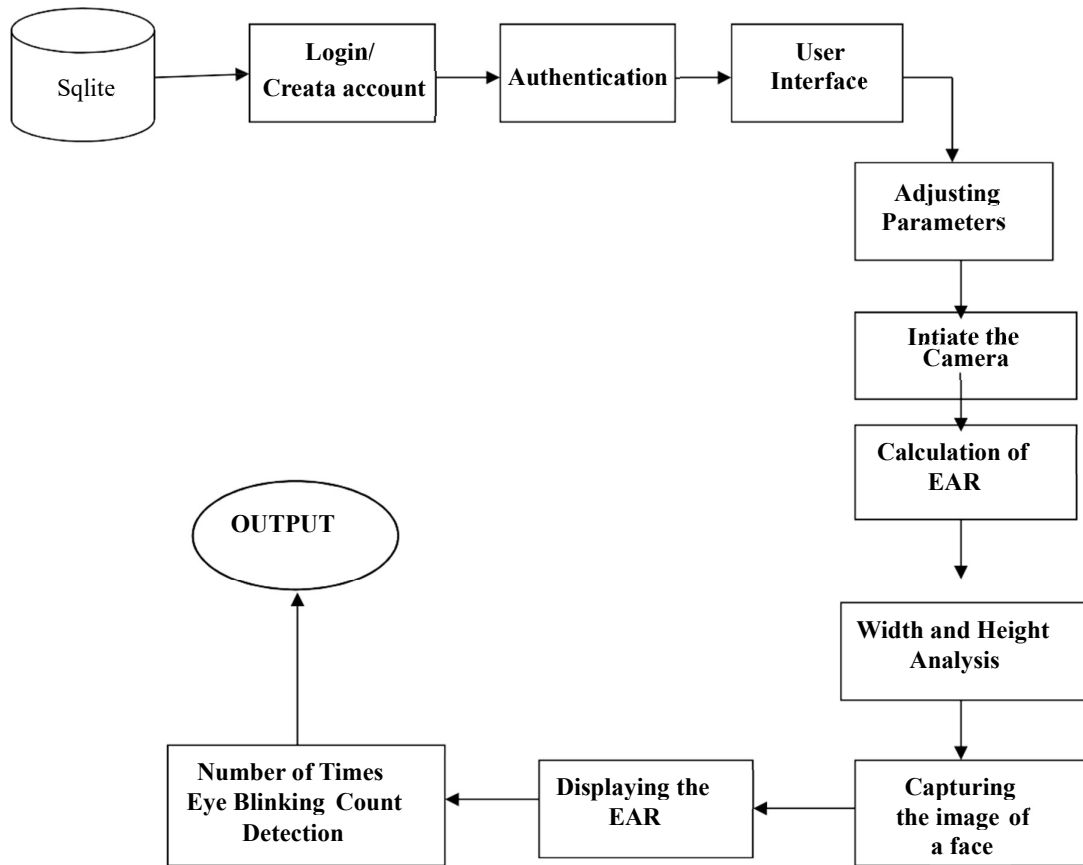 Sqlite
Login/
Creata account
Authentication
User
Interface
Adjusting
Parameters
Intiate the
Camera
Calculation of
EAR
Width and Height
Analysis
Capturing
the image of
a face
Displaying the
EAR
Number of Times
Eye Blinking Count
Detection
OUTPUT